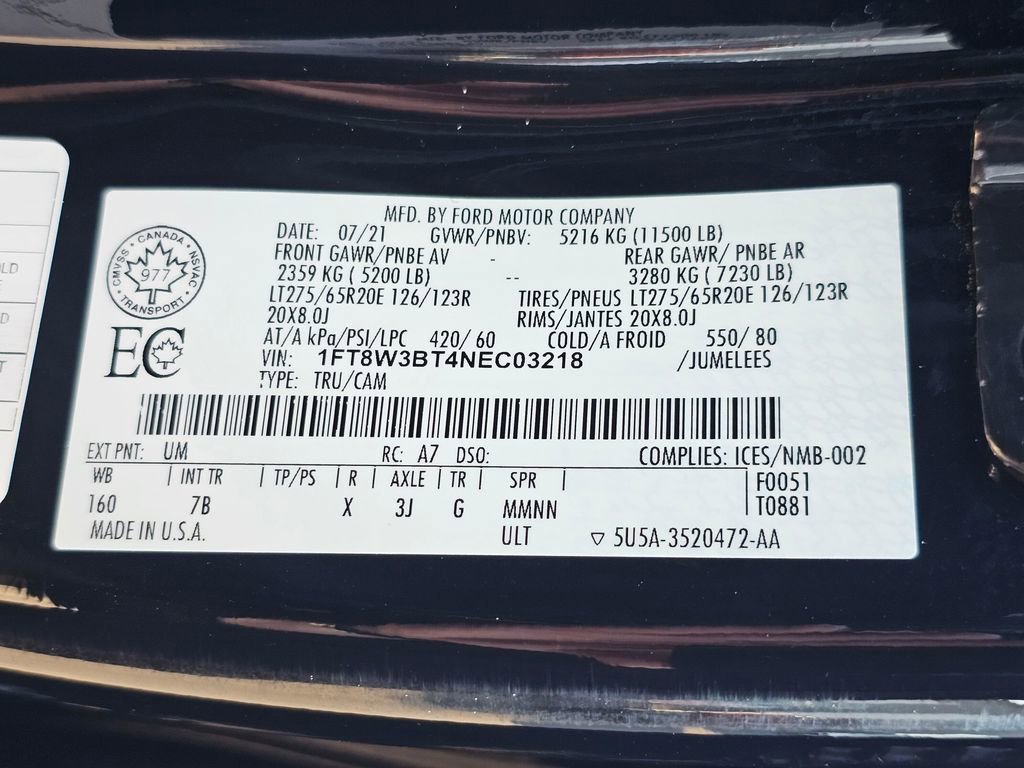 MFD. BY FORD MOTOR COMPANY
DATE: 07/21 GVWR/PNBV: 5216 KG (11500 LB)
FRONT GAWR/PNBE AV - REAR GAWR/ PNBE AR
2359 KG ( 5200 LB) -- 3280 KG ( 7230 LB)
LT275/65R20E 126/123R TIRES/PNEUS LT275/65R20E 126/123R
20X8.0J RIMS/JANTES 20X8.0J
AT/A kPa/PSI/LPC 420/ 60 COLD/A FROID 550/ 80
VIN: 1FT8W3BT4NEC03218 /JUMELEES
TYPE: TRU/CAM
CANADA
CMVSS NSVAC
977
TRANSPORT
EC
EXT PNT: UM RC: A7 DSO: COMPLIES: ICES/NMB-002
WB | INT TR | TP/PS | R | AXLE | TR | SPR | F0051
160 7B X 3J G MMNN T0881
MADE IN U.S.A. ULT ▽ 5U5A-3520472-AA